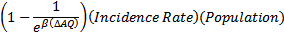 (1 − 1/e^β(ΔAQ))(Incidence Rate)(Population)